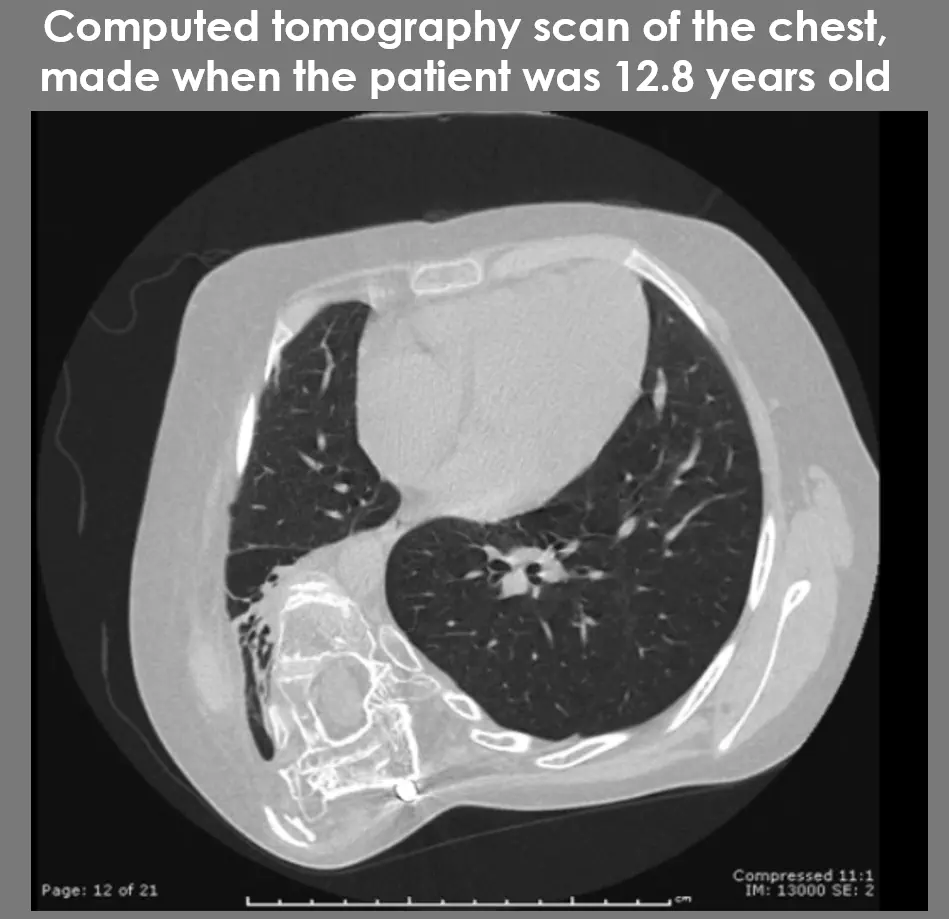 Computed tomography scan of the chest,
made when the patient was 12.8 years old
Page: 12 of 21
Compressed 11:1
IM: 13000 SE: 2
cm